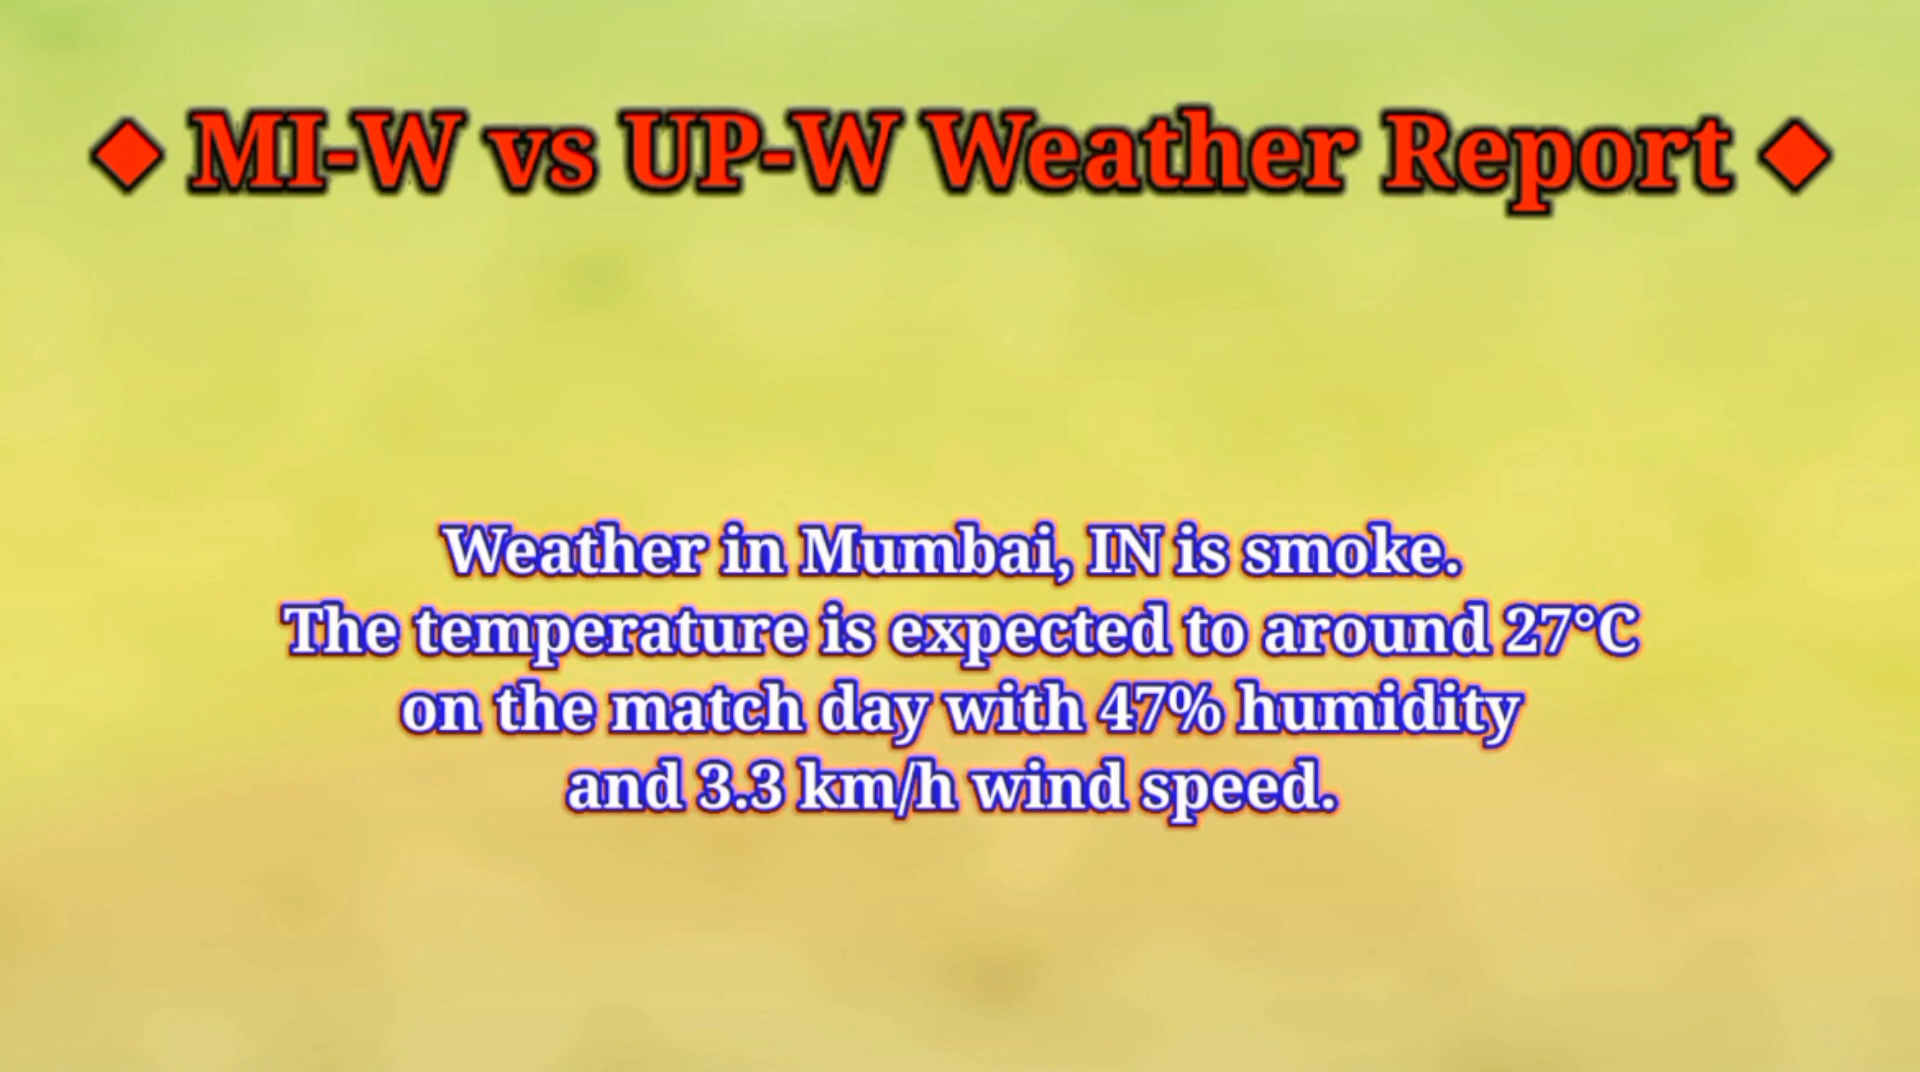 ◆ MI-W vs UP-W Weather Report ◆
Weather in Mumbai, IN is smoke.
The temperature is expected to around 27°C
on the match day with 47% humidity
and 3.3 km/h wind speed.